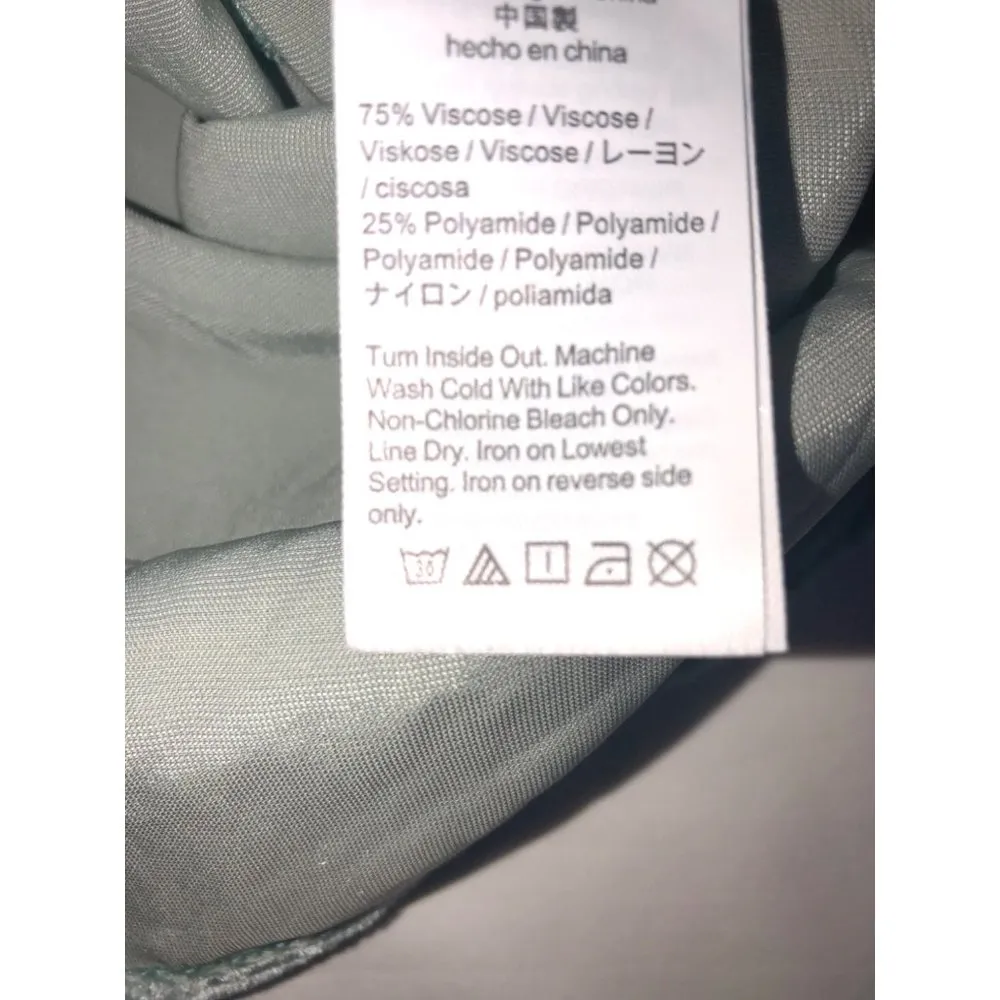 中国製
hecho en china
75% Viscose / Viscose /
Viskose / Viscose / レーヨン
/ ciscosa
25% Polyamide / Polyamide /
Polyamide / Polyamide /
ナイロン / poliamida
Turn Inside Out. Machine
Wash Cold With Like Colors.
Non-Chlorine Bleach Only.
Line Dry. Iron on Lowest
Setting. Iron on reverse side
only.
30